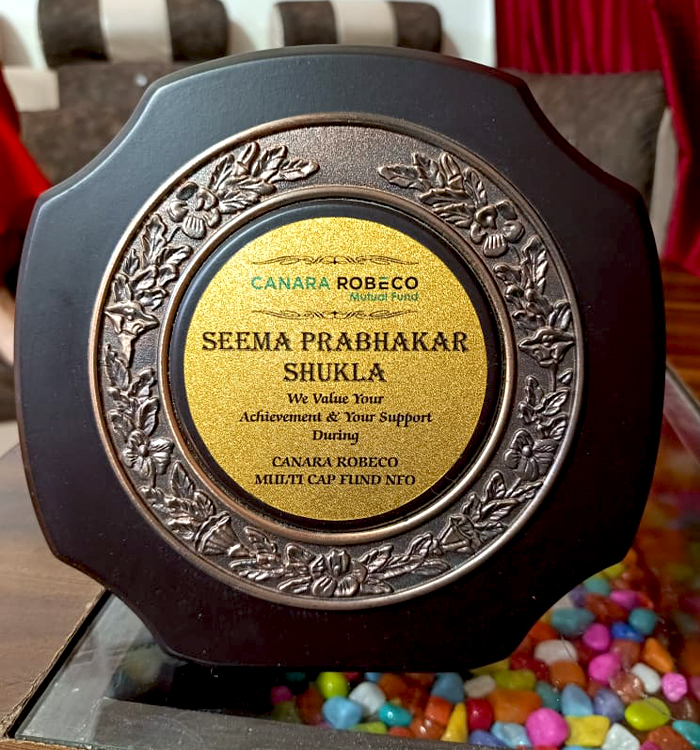 CANARA ROBECO
Mutual Fund
SEEMA PRABHAKAR
SHUKLA
We Value Your
Achievement & Your Support
During
CANARA ROBECO
MULTI CAP FUND NFO